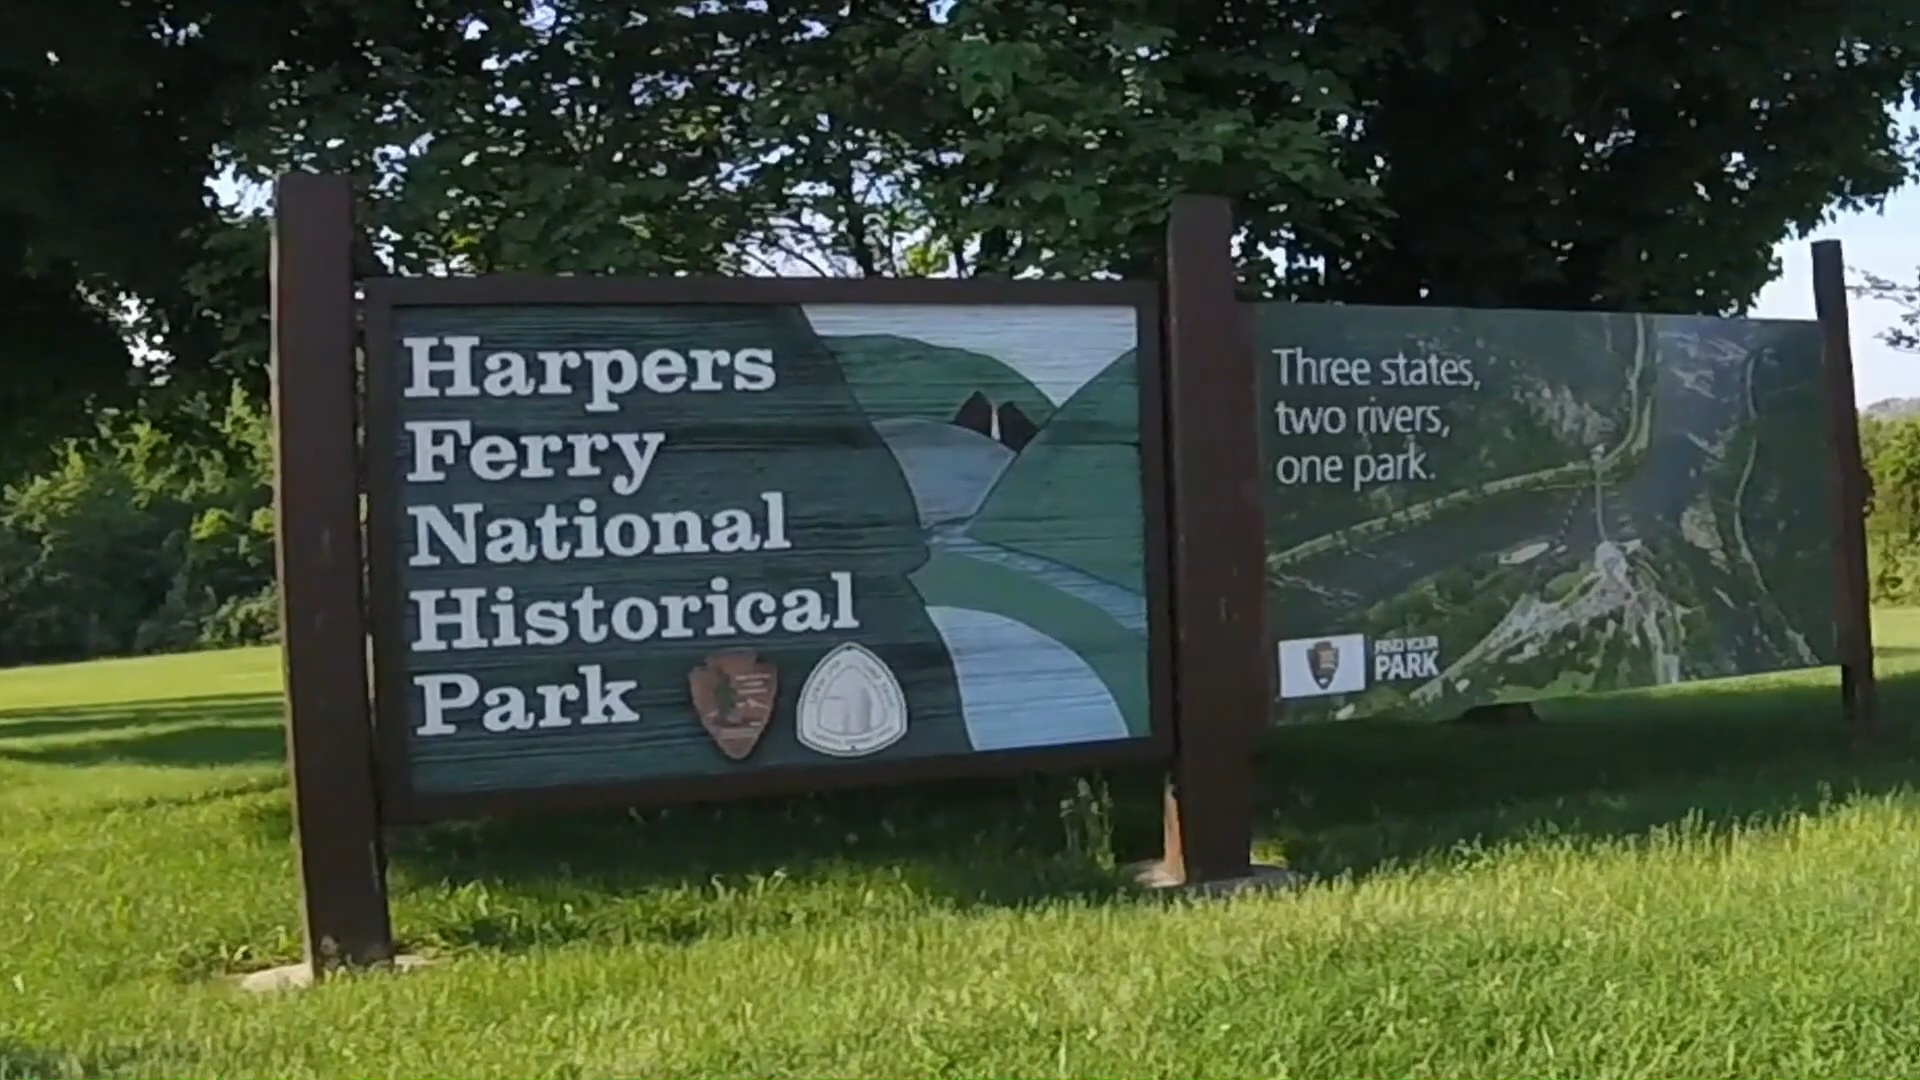 Harpers
Ferry
National
Historical
Park
Three states,
two rivers,
one park.
FIND YOUR
PARK